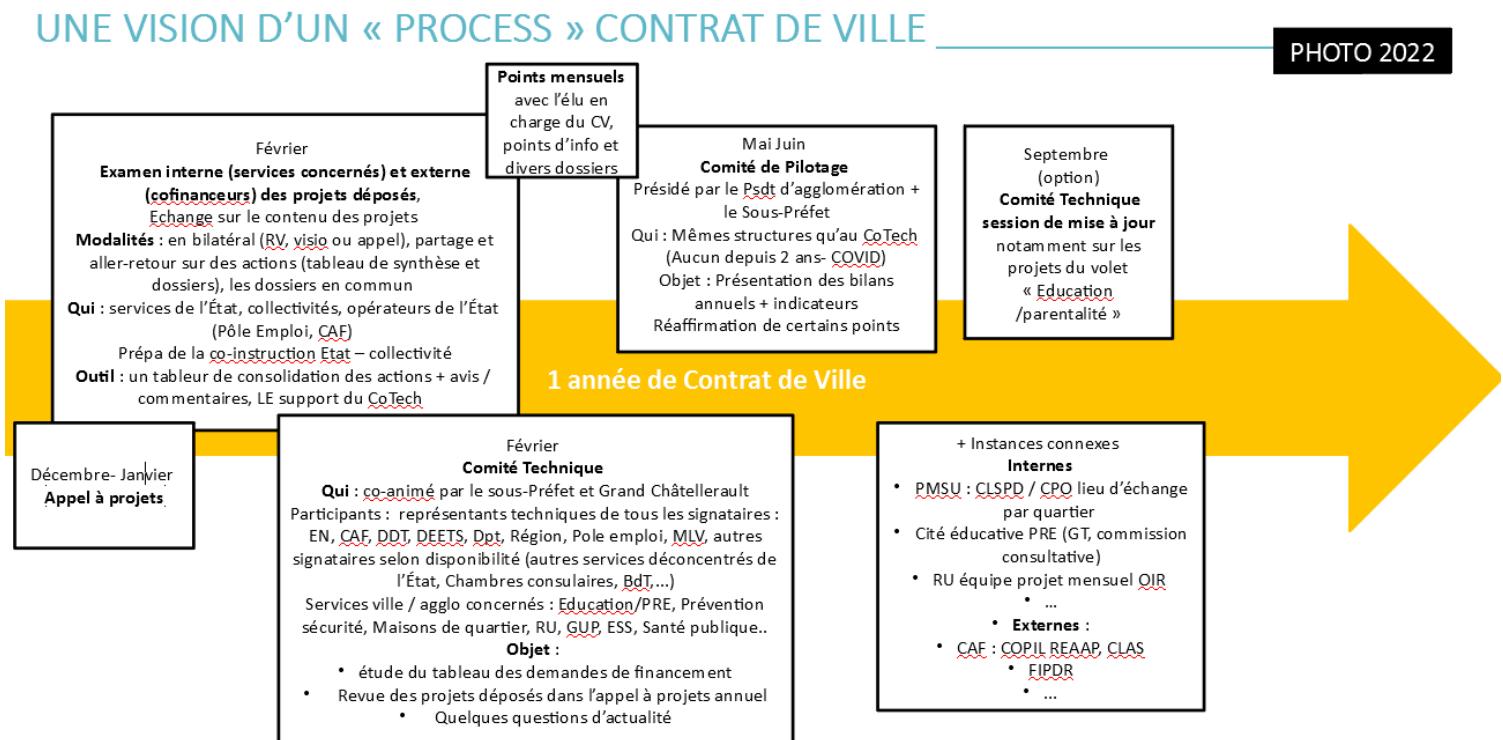 UNE VISION D'UN « PROCESS » CONTRAT DE VILLE
PHOTO 2022
Points mensuels
avec l'élu en
charge du CV,
points d'info et
divers dossiers
Février
Examen interne (services concernés) et externe
(cofinanceurs) des projets déposés,
Echange sur le contenu des projets
Modalités : en bilatéral (RV, visio ou appel), partage et
aller-retour sur des actions (tableau de synthèse et
dossiers), les dossiers en commun
Qui : services de l'État, collectivités, opérateurs de l'État
(Pôle Emploi, CAF)
Prépa de la co-instruction Etat – collectivité
Outil : un tableur de consolidation des actions + avis /
commentaires, LE support du CoTech
Mai Juin
Comité de Pilotage
Présidé par le Psdt d'agglomération +
le Sous-Préfet
Qui : Mêmes structures qu'au CoTech
(Aucun depuis 2 ans- COVID)
Objet : Présentation des bilans
annuels + indicateurs
Réaffirmation de certains points
Septembre
(option)
Comité Technique
session de mise à jour
notamment sur les
projets du volet
« Education
/parentalité »
1 année de Contrat de Ville
Décembre- Janvier
Appel à projets
Février
Comité Technique
Qui : co-animé par le sous-Préfet et Grand Châtellerault
Participants : représentants techniques de tous les signataires :
EN, CAF, DDT, DEETS, Dpt, Région, Pole emploi, MLV, autres
signataires selon disponibilité (autres services déconcentrés de
l'État, Chambres consulaires, BdT,...)
Services ville / agglo concernés : Education/PRE, Prévention
sécurité, Maisons de quartier, RU, GUP, ESS, Santé publique..
Objet :
• étude du tableau des demandes de financement
• Revue des projets déposés dans l'appel à projets annuel
• Quelques questions d'actualité
+ Instances connexes
Internes
• PMSU : CLSPD / CPO lieu d'échange
par quartier
• Cité éducative PRE (GT, commission
consultative)
• RU équipe projet mensuel OIR
• ...
• Externes :
• CAF : COPIL REAAP, CLAS
• FIPDR
• ...